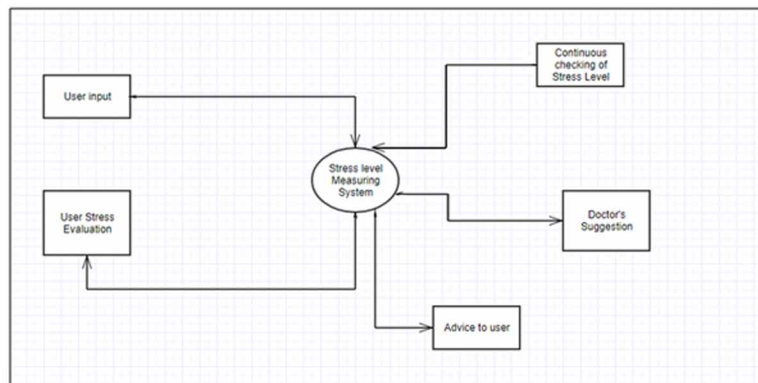 Continuous
checking of
Stress Level
User input
Stress level
Measuring
System
User Stress
Evaluation
Doctor's
Suggestion
Advice to user